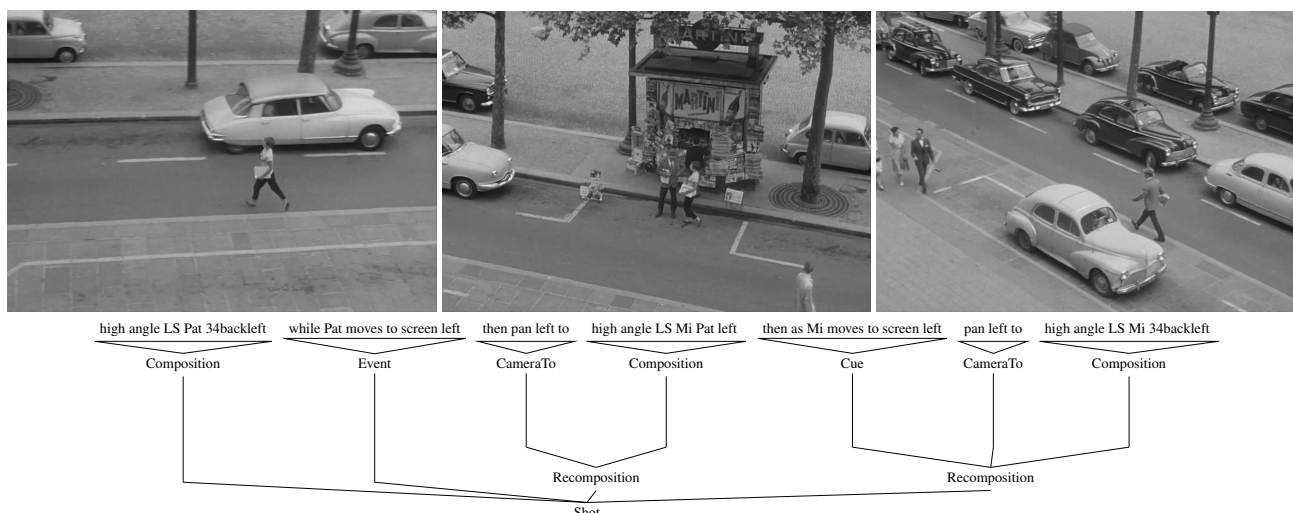 MARTINI
MARTINI
high angle LS Pat 34backleft while Pat moves to screen left then pan left to high angle LS Mi Pat left then as Mi moves to screen left pan left to high angle LS Mi 34backleft
Composition Event CameraTo Composition Cue CameraTo Composition
Recomposition Recomposition
Shot